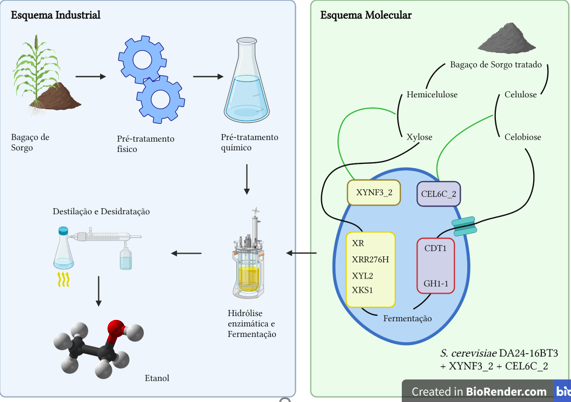 Esquema Industrial
Bagaço de
Sorgo
Pré-tratamento
físico
Pré-tratamento
químico
Destilação e Desidratação
Hidrólise
enzimática e
Fermentação
Etanol
Esquema Molecular
Bagaço de Sorgo tratado
Hemicelulose
Celulose
Xylose
Celobiose
XYNF3_2
CEL6C_2
XR
XRR276H
XYL2
XKS1
CDT1
GH1-1
Fermentação
S. cerevisiae DA24-16BT3
+ XYNF3_2 + CEL6C_2
Created in BioRender.com
bio